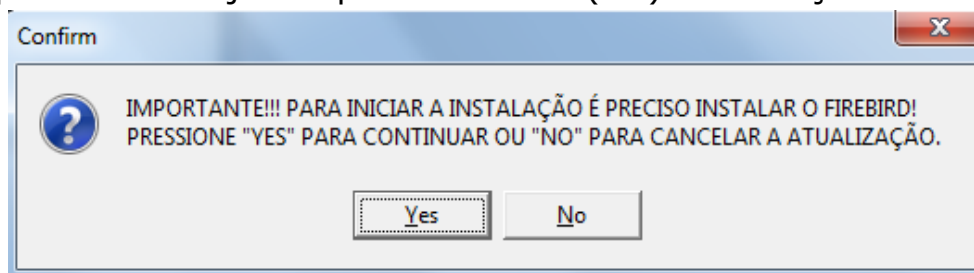 Confirm
IMPORTANTE!!! PARA INICIAR A INSTALAÇÃO É PRECISO INSTALAR O FIREBIRD!
PRESSIONE "YES" PARA CONTINUAR OU "NO" PARA CANCELAR A ATUALIZAÇÃO.
Yes No